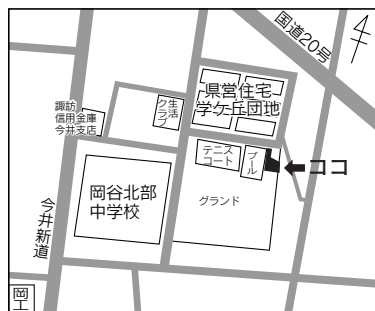 国道20号
県営住宅
学ヶ丘団地
諏訪
信用金庫
今井支店
生活
クラブ
テニス
コート
プール
ココ
岡谷北部
中学校
グランド
今井新道
岡工